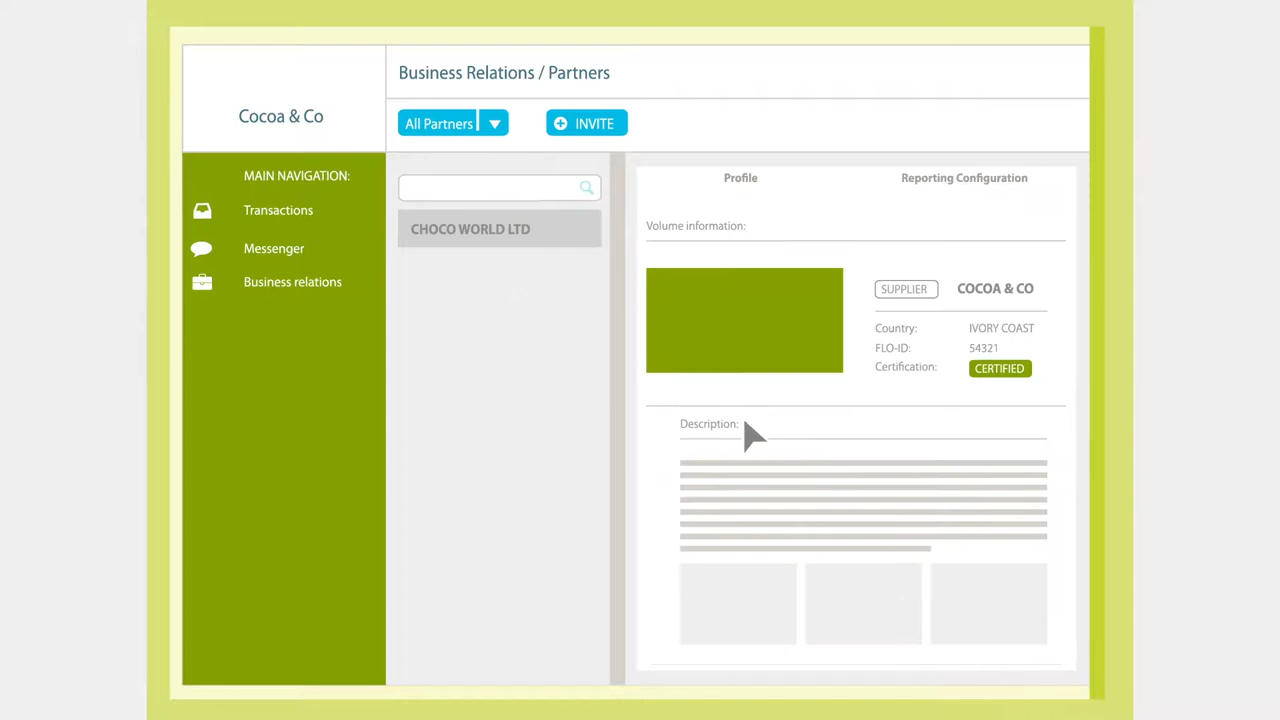 Business Relations / Partners
Cocoa & Co
All Partners
INVITE
MAIN NAVIGATION:
Transactions
Messenger
Business relations
CHOCO WORLD LTD
Profile
Reporting Configuration
Volume information:
SUPPLIER
COCOA & CO
Country: IVORY COAST
FLO-ID: 54321
Certification: CERTIFIED
Description: